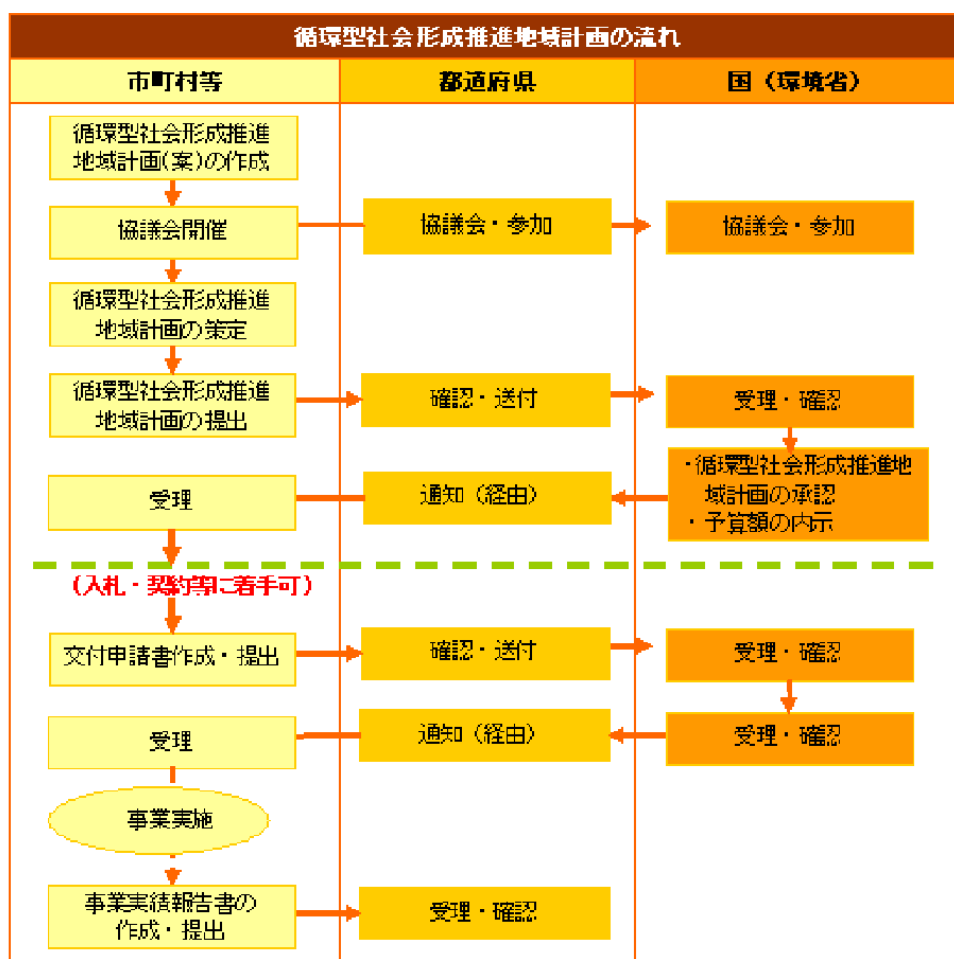 循環型社会形成推進地域計画の流れ
市町村等
都道府県
国（環境省）
循環型社会形成推進
地域計画(案)の作成
協議会開催
協議会・参加
協議会・参加
循環型社会形成推進
地域計画の策定
循環型社会形成推進
地域計画の提出
確認・送付
受理・確認
・循環型社会形成推進地
域計画の承認
・予算額の内示
通知（経由）
受理
（入札・契約等に着手可）
交付申請書作成・提出
確認・送付
受理・確認
受理・確認
通知（経由）
受理
事業実施
事業実績報告書の
作成・提出
受理・確認